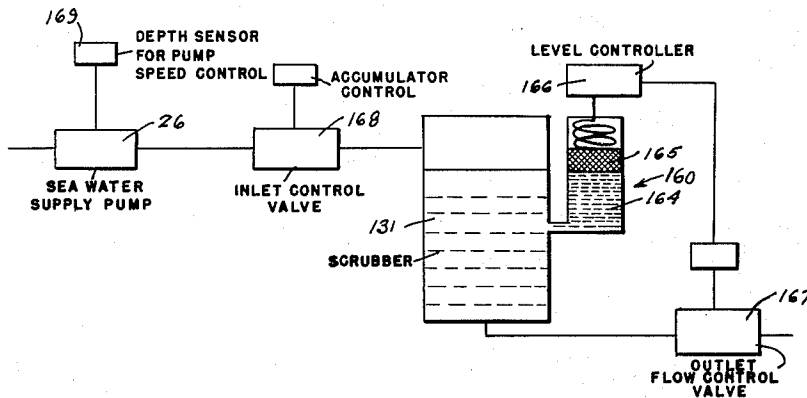 169
DEPTH SENSOR
FOR PUMP
SPEED CONTROL
26
SEA WATER
SUPPLY PUMP
ACCUMULATOR
CONTROL
168
INLET CONTROL
VALVE
131
SCRUBBER
LEVEL CONTROLLER
166
165
160
164
167
OUTLET
FLOW CONTROL
VALVE